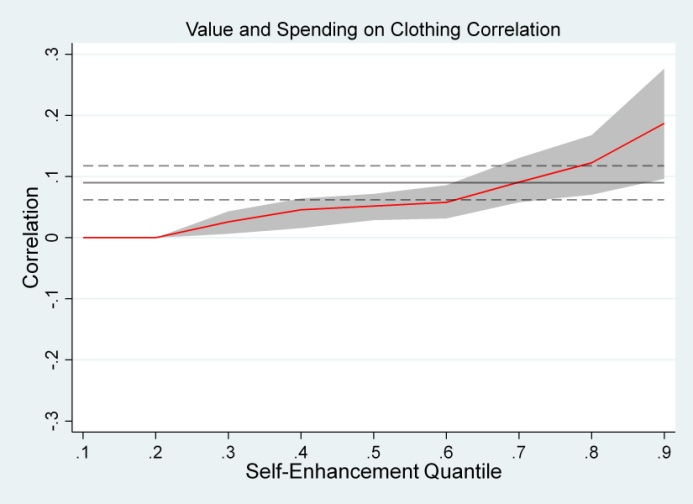 Value and Spending on Clothing Correlation
.3
.2
.1
0
-.1
-.2
-.3
Correlation
.1 .2 .3 .4 .5 .6 .7 .8 .9
Self-Enhancement Quantile